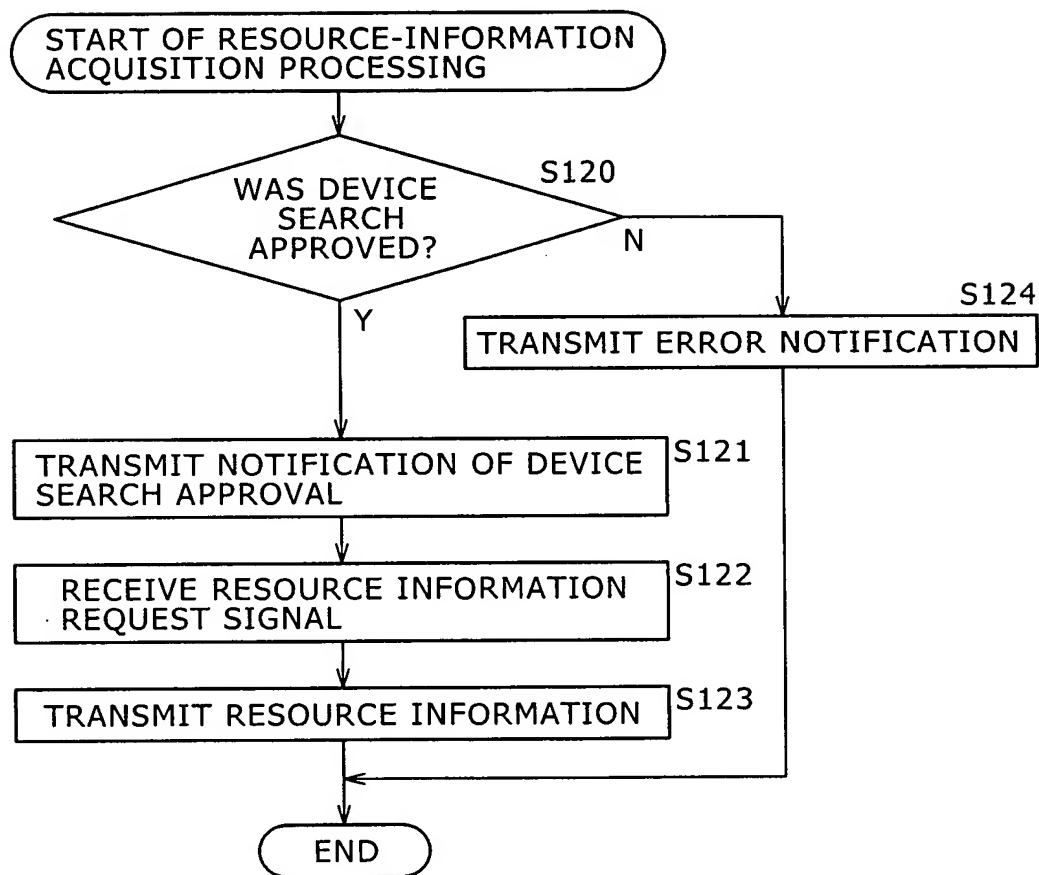 START OF RESOURCE-INFORMATION
ACQUISITION PROCESSING
S120
WAS DEVICE
SEARCH
APPROVED?
N
Y
S124
TRANSMIT ERROR NOTIFICATION
S121
TRANSMIT NOTIFICATION OF DEVICE
SEARCH APPROVAL
S122
RECEIVE RESOURCE INFORMATION
REQUEST SIGNAL
S123
TRANSMIT RESOURCE INFORMATION
END